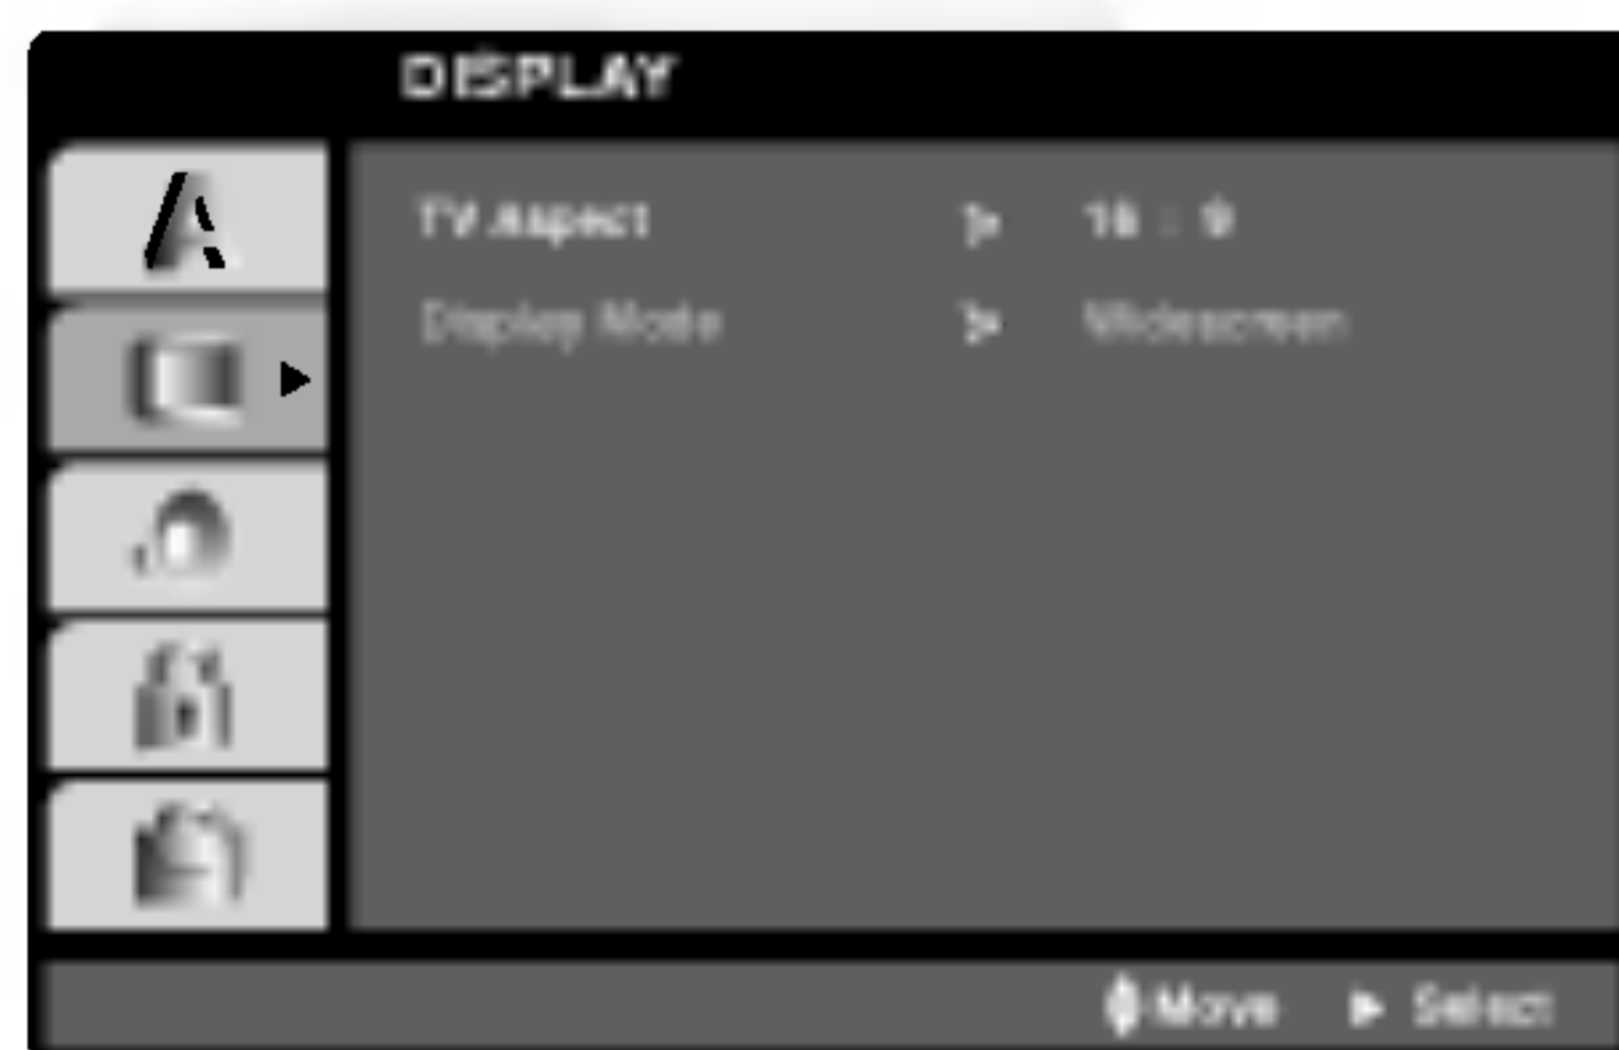 DISPLAY
TV Aspect > 16 : 9
Display Mode > Widescreen
Move ▶ Select